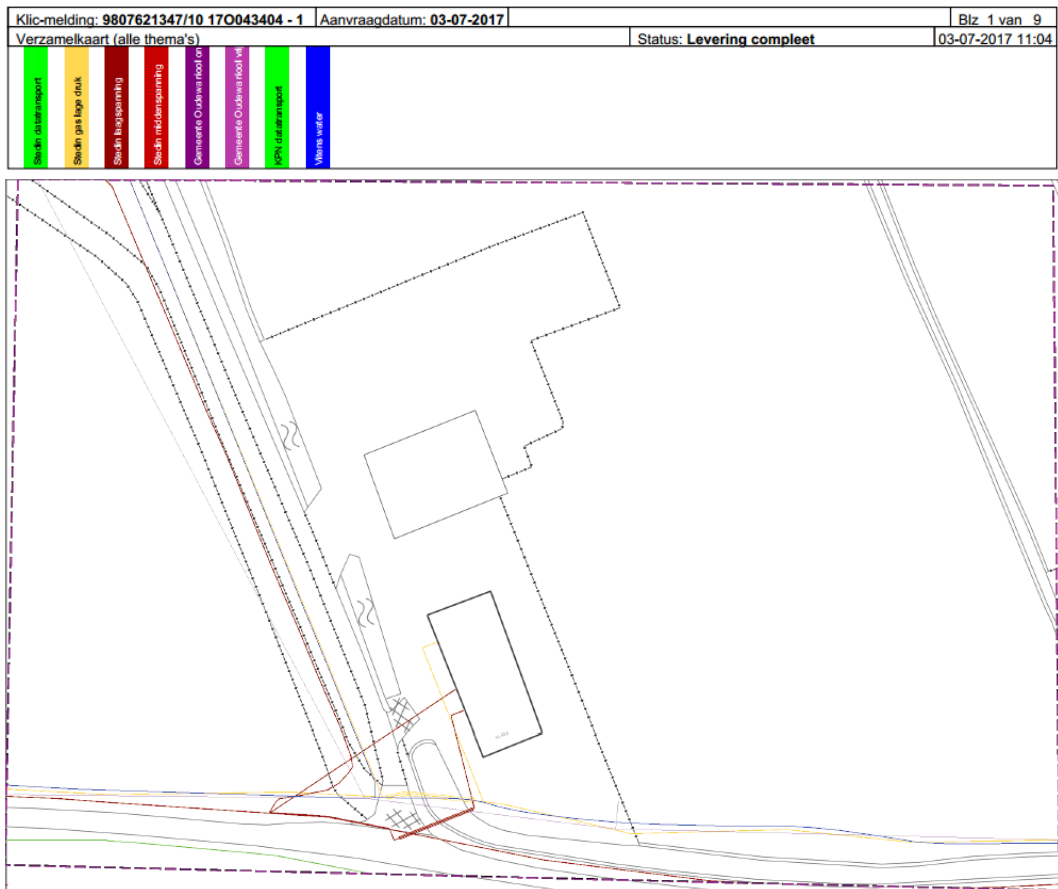 Klic-melding: 9807621347/10 17O043404 - 1 Aanvraagdatum: 03-07-2017 Blz 1 van 9
Verzamelkaart (alle thema's) Status: Levering compleet 03-07-2017 11:04
Stedin datatransport
Stedin gas lage druk
Stedin laagspanning
Stedin middenspanning
Gemeente Oudewa riool on
Gemeente Oudewa riool vrij
KPN datatransport
Vitens water